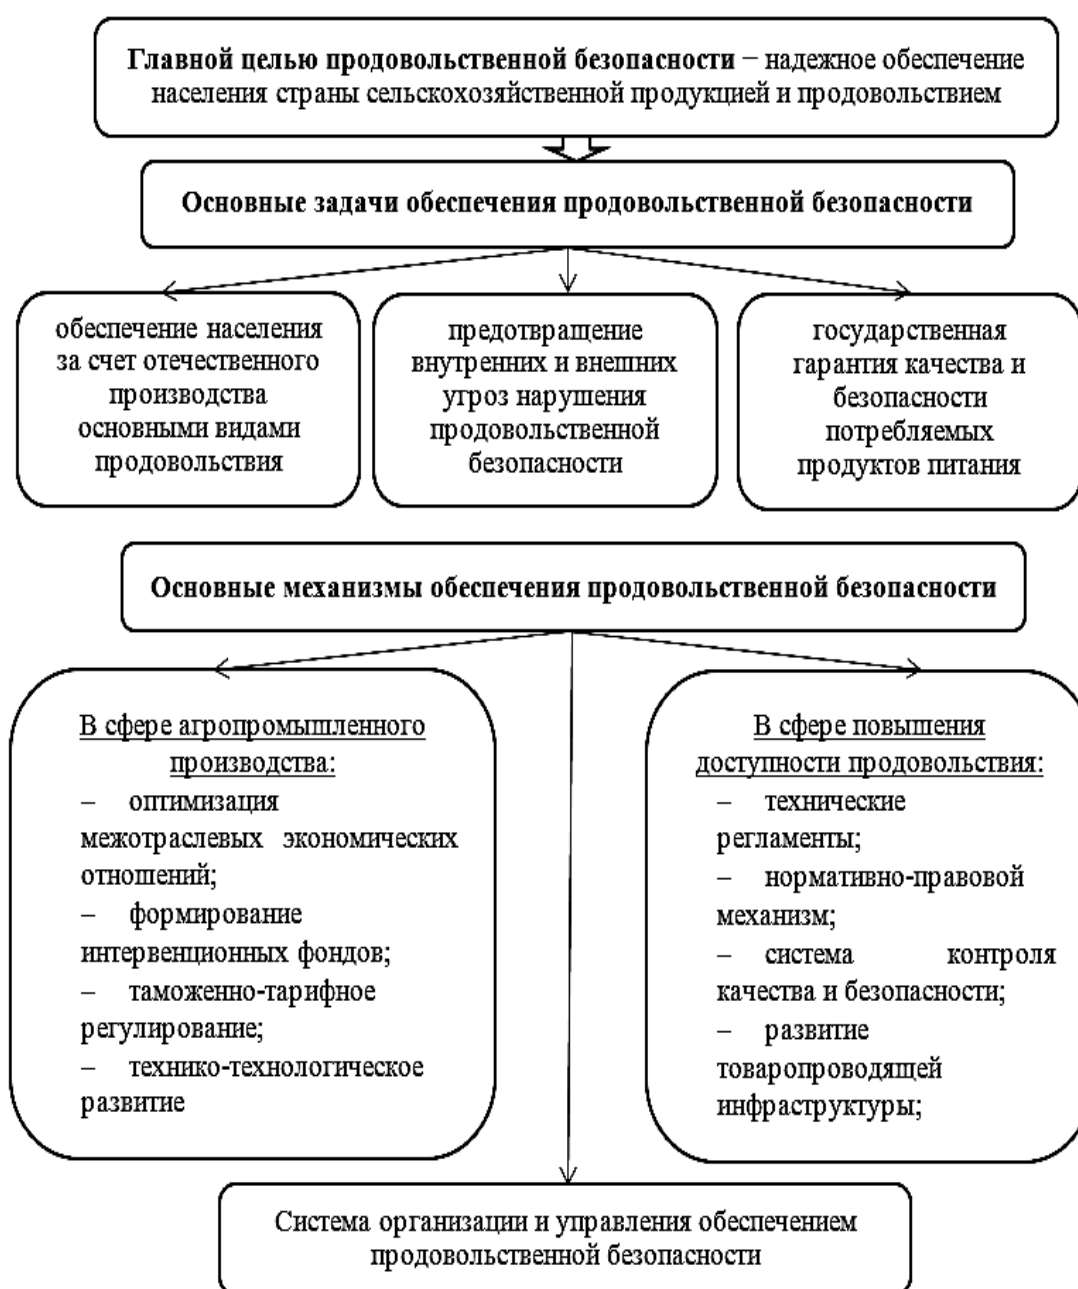 Главной целью продовольственной безопасности – надежное обеспечение
населения страны сельскохозяйственной продукцией и продовольствием
Основные задачи обеспечения продовольственной безопасности
обеспечение населения
за счет отечественного
производства
основными видами
продовольствия
предотвращение
внутренних и внешних
угроз нарушения
продовольственной
безопасности
государственная
гарантия качества и
безопасности
потребляемых
продуктов питания
Основные механизмы обеспечения продовольственной безопасности
В сфере агропромышленного
производства:
– оптимизация
межотраслевых экономических
отношений;
– формирование
интервенционных фондов;
– таможенно-тарифное
регулирование;
– технико-технологическое
развитие
В сфере повышения
доступности продовольствия:
– технические
регламенты;
– нормативно-правовой
механизм;
– система контроля
качества и безопасности;
– развитие
товаропроводящей
инфраструктуры;
Система организации и управления обеспечением
продовольственной безопасности